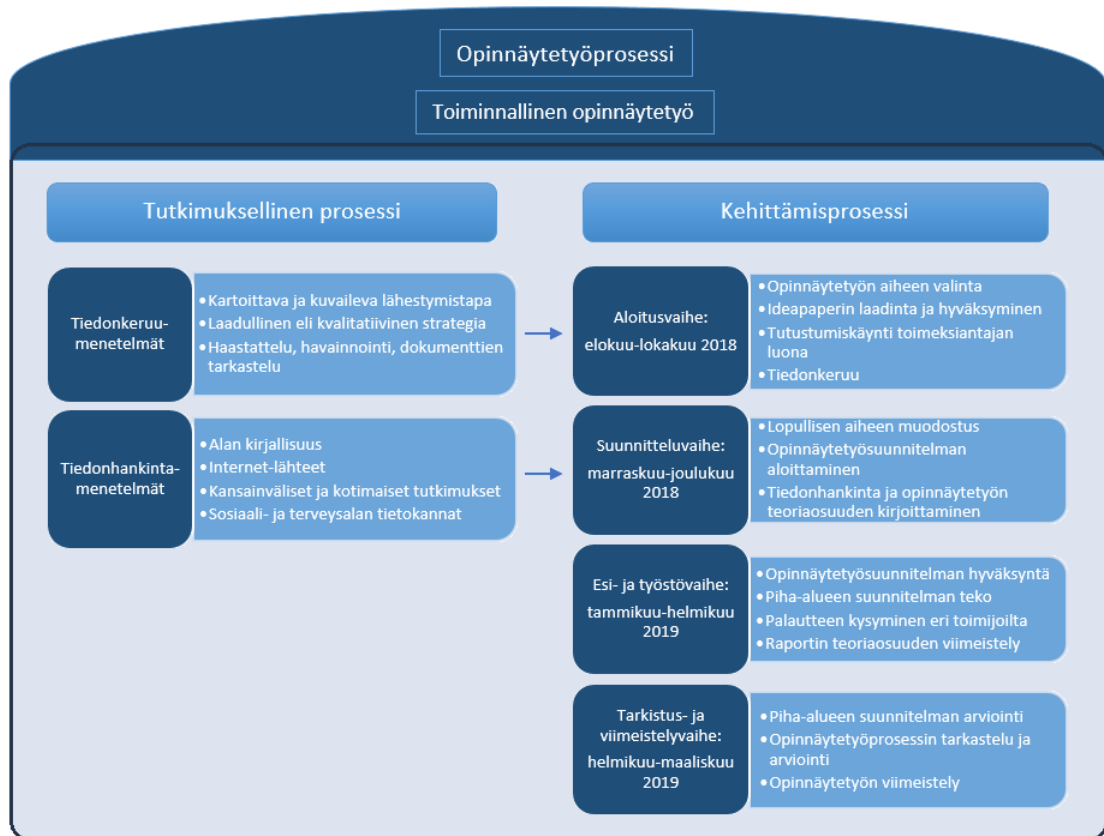 Opinnäytetyöprosessi
Toiminnallinen opinnäytetyö
Tutkimuksellinen prosessi
Tiedonkeruu-
menetelmät
•Kartoittava ja kuvaileva lähestymistapa
•Laadullinen eli kvalitatiivinen strategia
•Haastattelu, havainnointi, dokumenttien
tarkastelu
Tiedonhankinta-
menetelmät
•Alan kirjallisuus
•Internet-lähteet
•Kansainväliset ja kotimaiset tutkimukset
•Sosiaali- ja terveysalan tietokannat
Kehittämisprosessi
Aloitusvaihe:
elokuu-lokakuu 2018
•Opinnäytetyön aiheen valinta
•Ideapaperin laadinta ja hyväksyminen
•Tutustumiskäynti toimeksiantajan
luona
•Tiedonkeruu
Suunnitteluvaihe:
marraskuu-joulukuu
2018
•Lopullisen aiheen muodostus
•Opinnäytetyösuunnitelman
aloittaminen
•Tiedonhankinta ja opinnäytetyön
teoriaosuuden kirjoittaminen
Esi- ja työstövaihe:
tammikuu-helmikuu
2019
•Opinnäytetyösuunnitelman hyväksyntä
•Piha-alueen suunnitelman teko
•Palautteen kysyminen eri toimijoilta
•Raportin teoriaosuuden viimeistely
Tarkistus- ja
viimeistelyvaihe:
helmikuu-maaliskuu
2019
•Piha-alueen suunnitelman arviointi
•Opinnäytetyöprosessin tarkastelu ja
arviointi
•Opinnäytetyön viimeistely